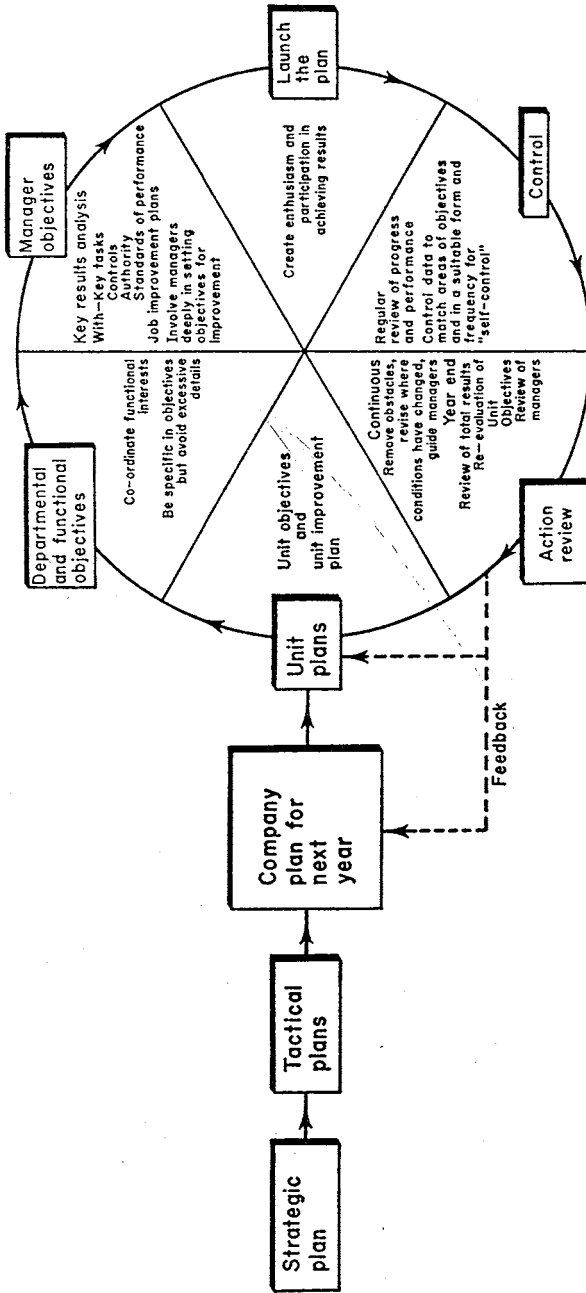 Strategic
plan
Tactical
plans
Company
plan for
next
year
Unit
plans
Feedback
Departmental
and functional
objectives
Manager
objectives
Launch
the
plan
Control
Action
review
Unit objectives
and
unit improvement
plan
Co-ordinate functional
interests
Be specific in objectives
but avoid excessive
details
Key results analysis
With—Key tasks
Controls
Authority
Standards of performance
Job improvement plans
Involve managers
deeply in setting
objectives for
Improvement
Create enthusiasm and
participation in
achieving results
Regular
review of progress
and performance
Control data to
match areas of objectives
and in a suitable form and
frequency for
"self-control"
Continuous
Remove obstacles,
revise where
conditions have changed,
guide managers
Year end
Review of total results
Re-evaluation of
Unit
Objectives
Review of
managers